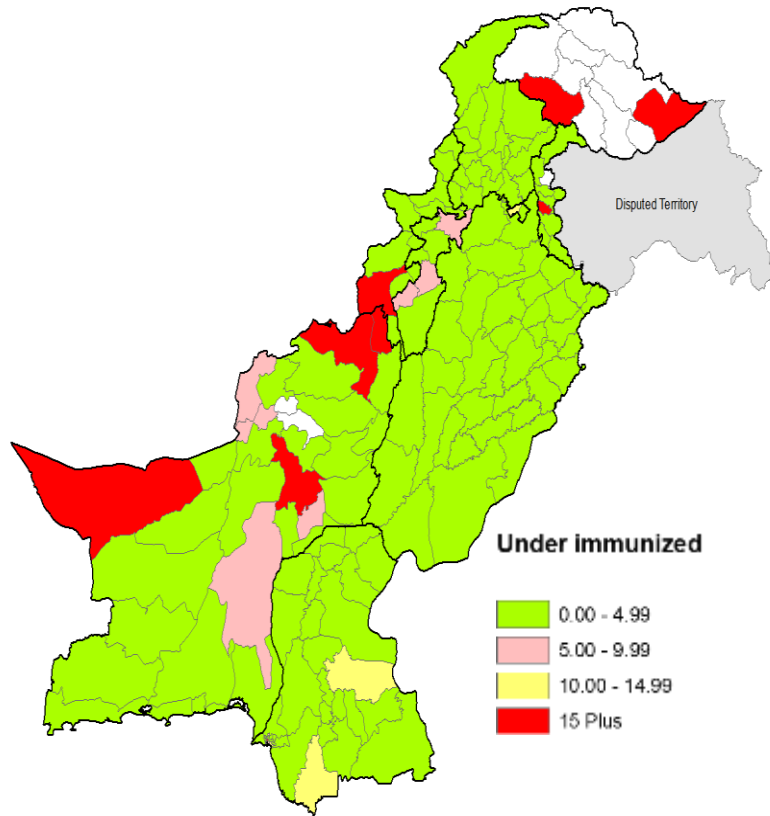 Disputed Territory
Under immunized
0.00 - 4.99
5.00 - 9.99
10.00 - 14.99
15 Plus